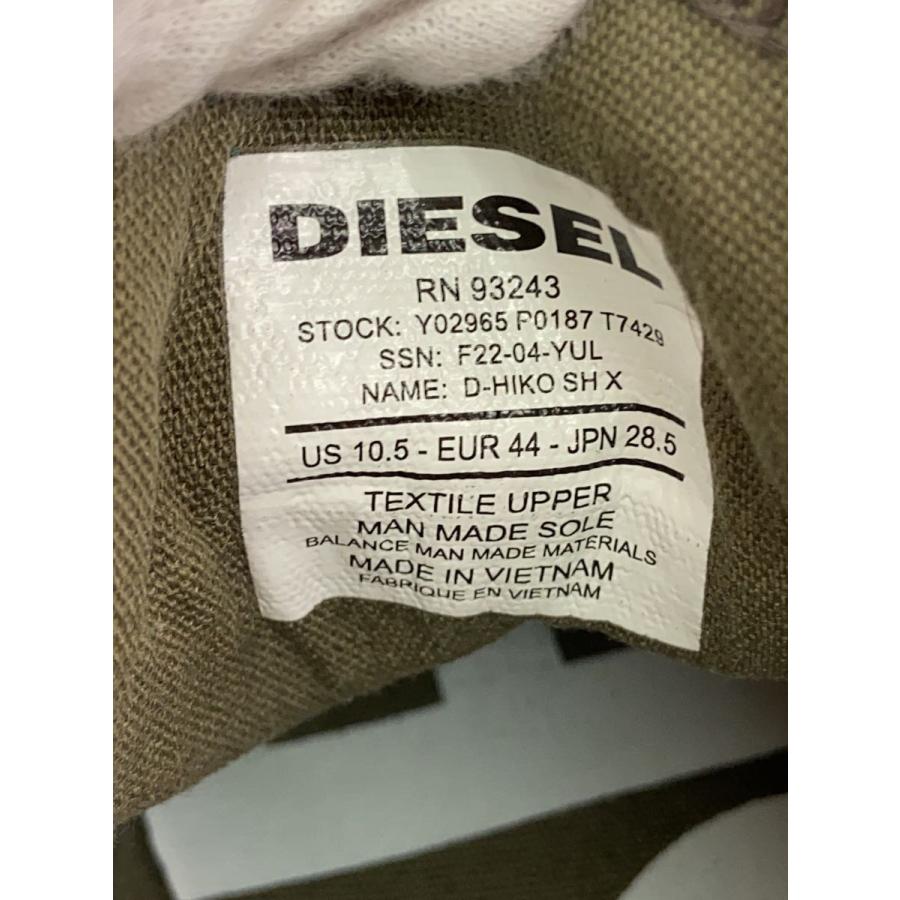 DIESEL
RN 93243
STOCK: Y02965 P0187 T7429
SSN: F22-04-YUL
NAME: D-HIKO SH X
US 10.5 - EUR 44 - JPN 28.5
TEXTILE UPPER
MAN MADE SOLE
BALANCE MAN MADE MATERIALS
MADE IN VIETNAM
FABRIQUE EN VIETNAM